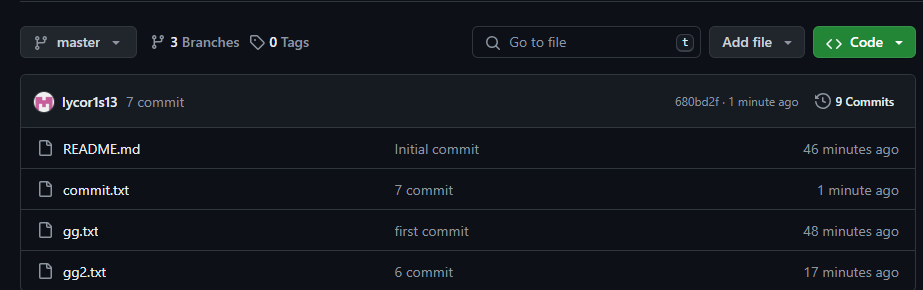 master 3 Branches 0 Tags Go to file t Add file Code
lycor1s13 7 commit 680bd2f · 1 minute ago 9 Commits
README.md Initial commit 46 minutes ago
commit.txt 7 commit 1 minute ago
gg.txt first commit 48 minutes ago
gg2.txt 6 commit 17 minutes ago